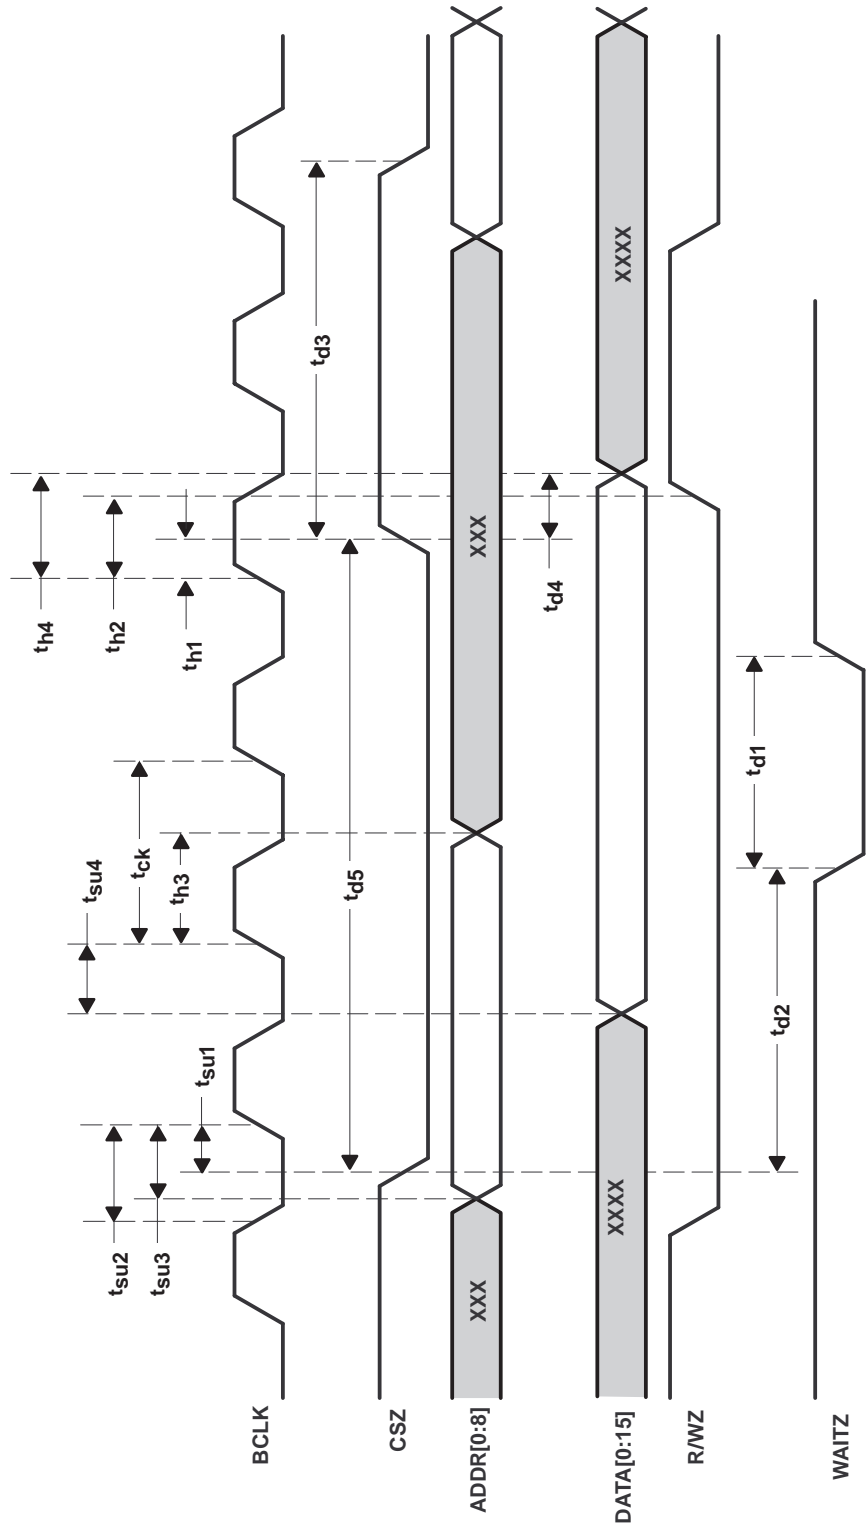 tsu2
tsu3
tsu1
tsu4
tck
th3
th1
th2
th4
BCLK
td5
td3
CSZ
ADDR[0:8]
XXX
XXX
td4
DATA[0:15]
XXXX
XXXX
R/WZ
td2
td1
WAITZ